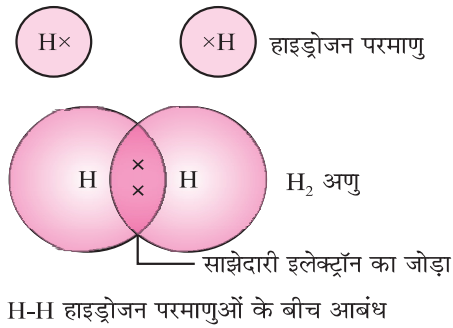 H× ×H हाइड्रोजन परमाणु
H × × H H₂ अणु
साझेदारी इलेक्ट्रॉन का जोड़ा
H-H हाइड्रोजन परमाणुओं के बीच आबंध